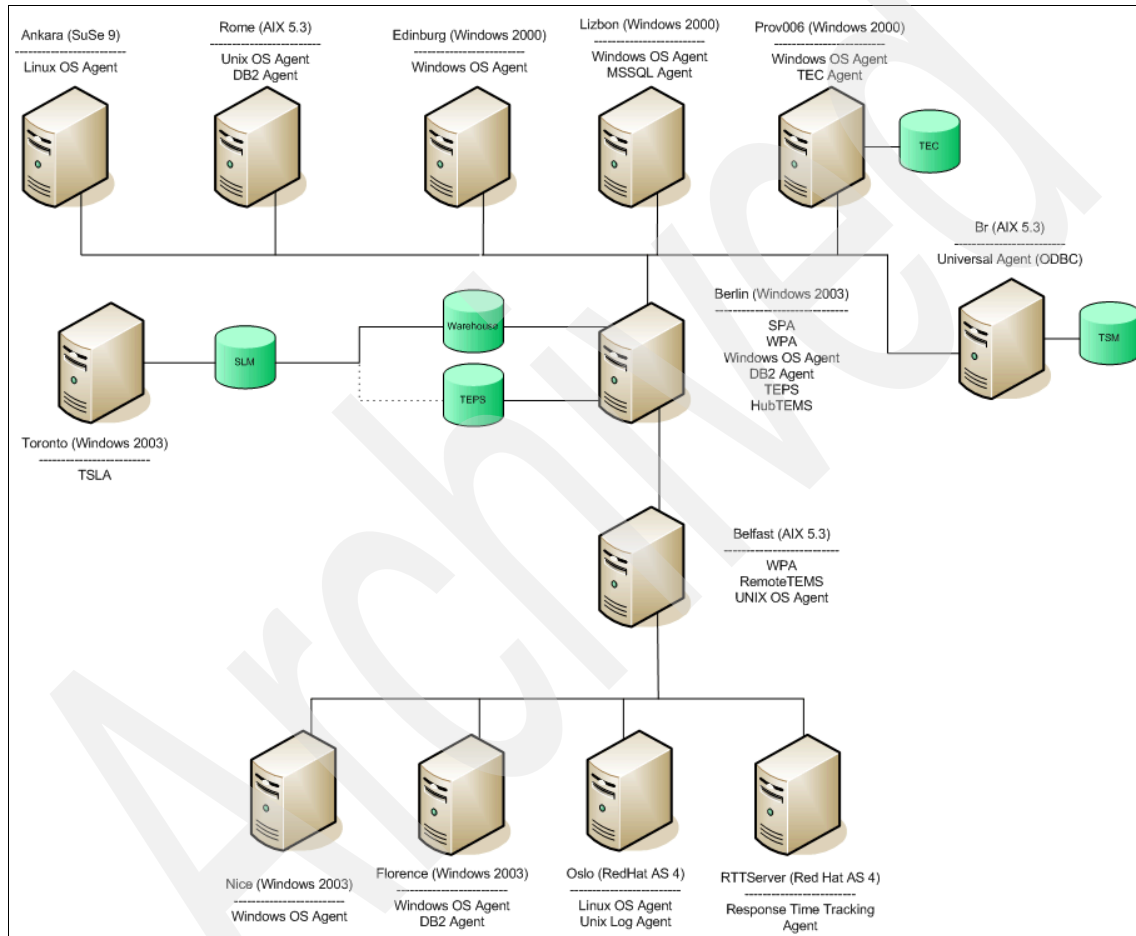 Ankara (SuSe 9)
--------------------------
Linux OS Agent
Rome (AIX 5.3)
--------------------------
Unix OS Agent
DB2 Agent
Edinburg (Windows 2000)
--------------------------
Windows OS Agent
Lizbon (Windows 2000)
--------------------------
Windows OS Agent
MSSQL Agent
Prov006 (Windows 2000)
--------------------------
Windows OS Agent
TEC Agent
TEC
Br (AIX 5.3)
--------------------------
Universal Agent (ODBC)
TSM
Berlin (Windows 2003)
--------------------------
SPA
WPA
Windows OS Agent
DB2 Agent
TEPS
HubTEMS
Warehouse
SLM
TEPS
Toronto (Windows 2003)
--------------------------
TSLA
Belfast (AIX 5.3)
--------------------------
WPA
RemoteTEMS
UNIX OS Agent
Nice (Windows 2003)
--------------------------
Windows OS Agent
Florence (Windows 2003)
--------------------------
Windows OS Agent
DB2 Agent
Oslo (RedHat AS 4)
--------------------------
Linux OS Agent
Unix Log Agent
RTTServer (Red Hat AS 4)
--------------------------
Response Time Tracking
Agent
Archived